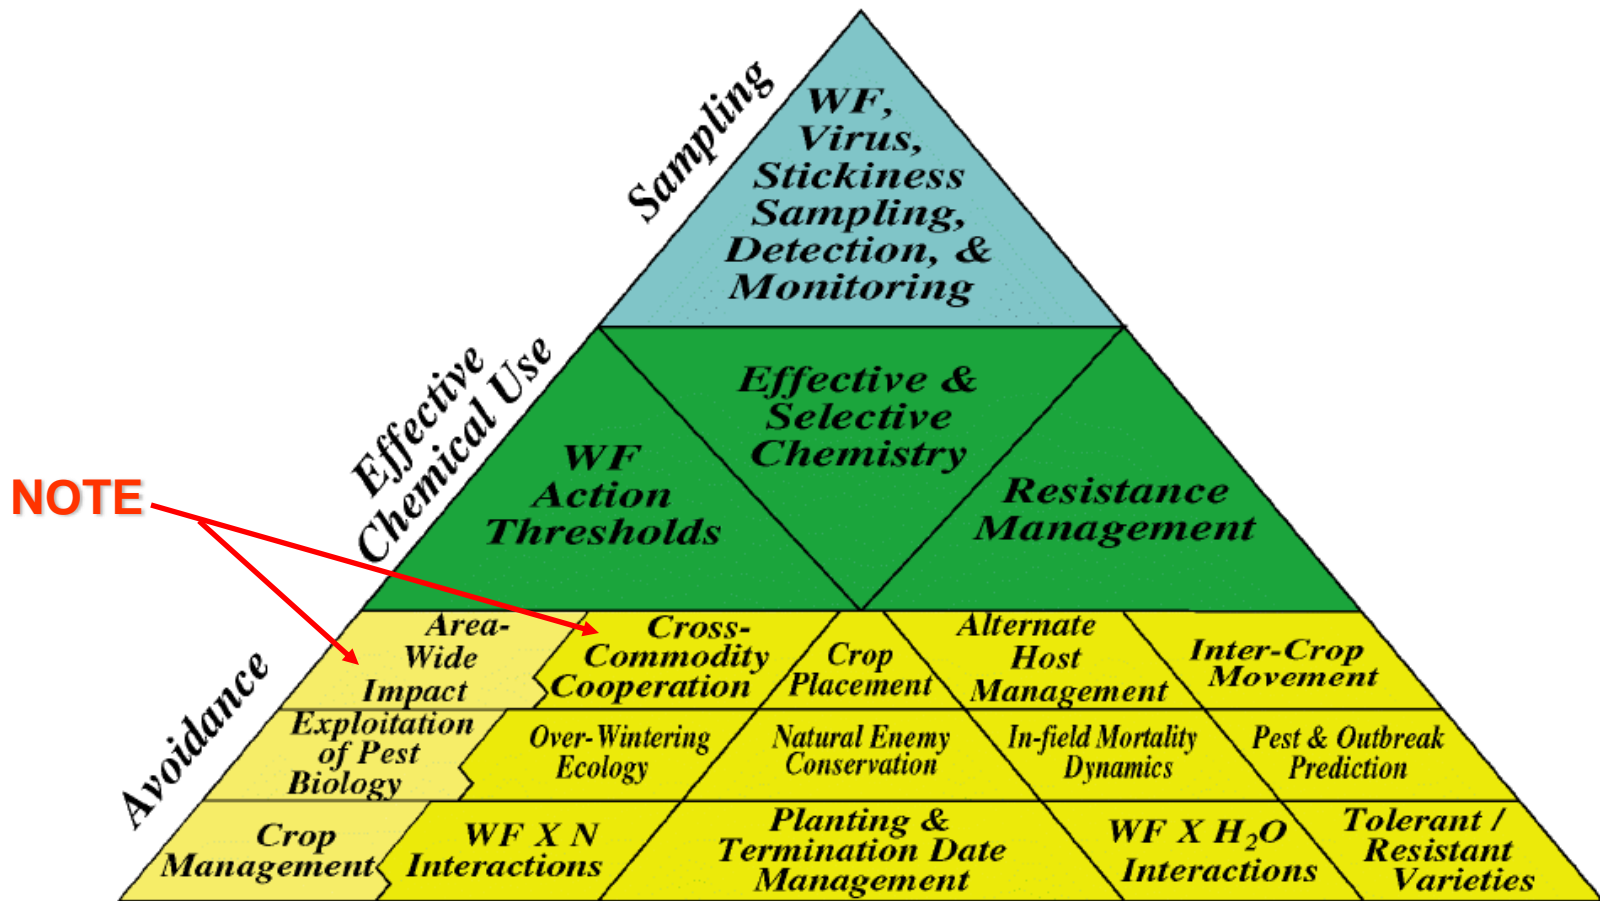 Sampling
WF,
Virus,
Stickiness
Sampling,
Detection, &
Monitoring
Effective
Chemical Use
WF
Action
Thresholds
Effective &
Selective
Chemistry
Resistance
Management
NOTE
Avoidance
Area-
Wide
Impact
Cross-
Commodity
Cooperation
Crop
Placement
Alternate
Host
Management
Inter-Crop
Movement
Exploitation
of Pest
Biology
Over-Wintering
Ecology
Natural Enemy
Conservation
In-field Mortality
Dynamics
Pest & Outbreak
Prediction
Crop
Management
WF X N
Interactions
Planting &
Termination Date
Management
WF X H₂O
Interactions
Tolerant /
Resistant
Varieties